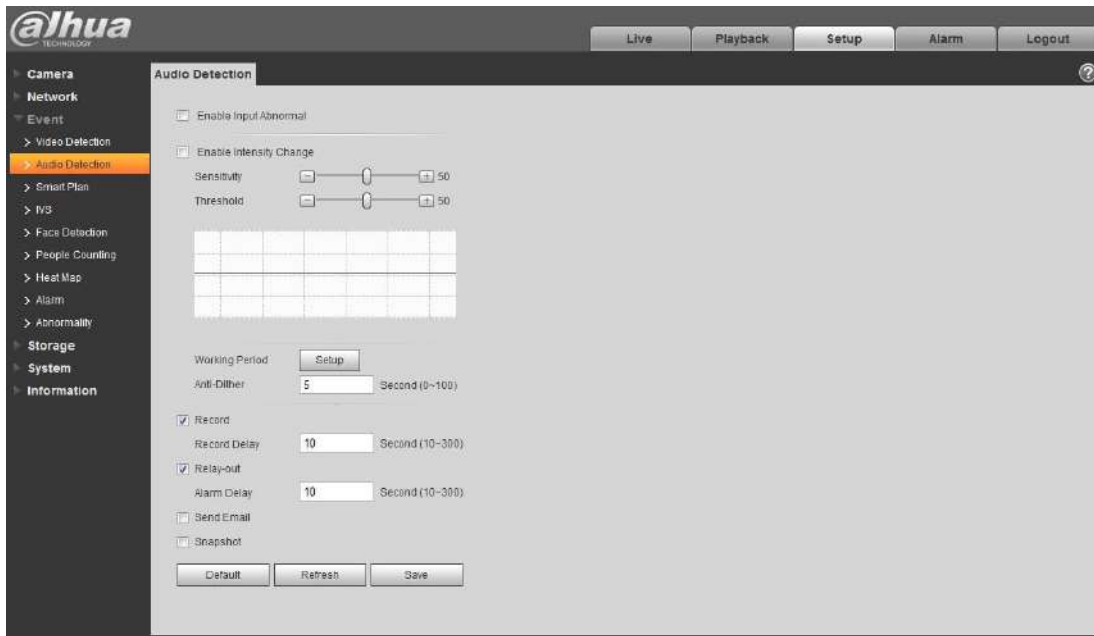 alhua
TECHNOLOGY
Live Playback Setup Alarm Logout
Camera
Network
Event
> Video Detection
> Audio Detection
> Smart Plan
> IVS
> Face Detection
> People Counting
> Heat Map
> Alarm
> Abnormality
Storage
System
Information
Audio Detection
?
Enable Input Abnormal
Enable Intensity Change
Sensitivity - + 50
Threshold - + 50
Working Period Setup
Anti-Dither 5 Second (0~100)
Record
Record Delay 10 Second (10~300)
Relay-out
Alarm Delay 10 Second (10~300)
Send Email
Snapshot
Default Refresh Save